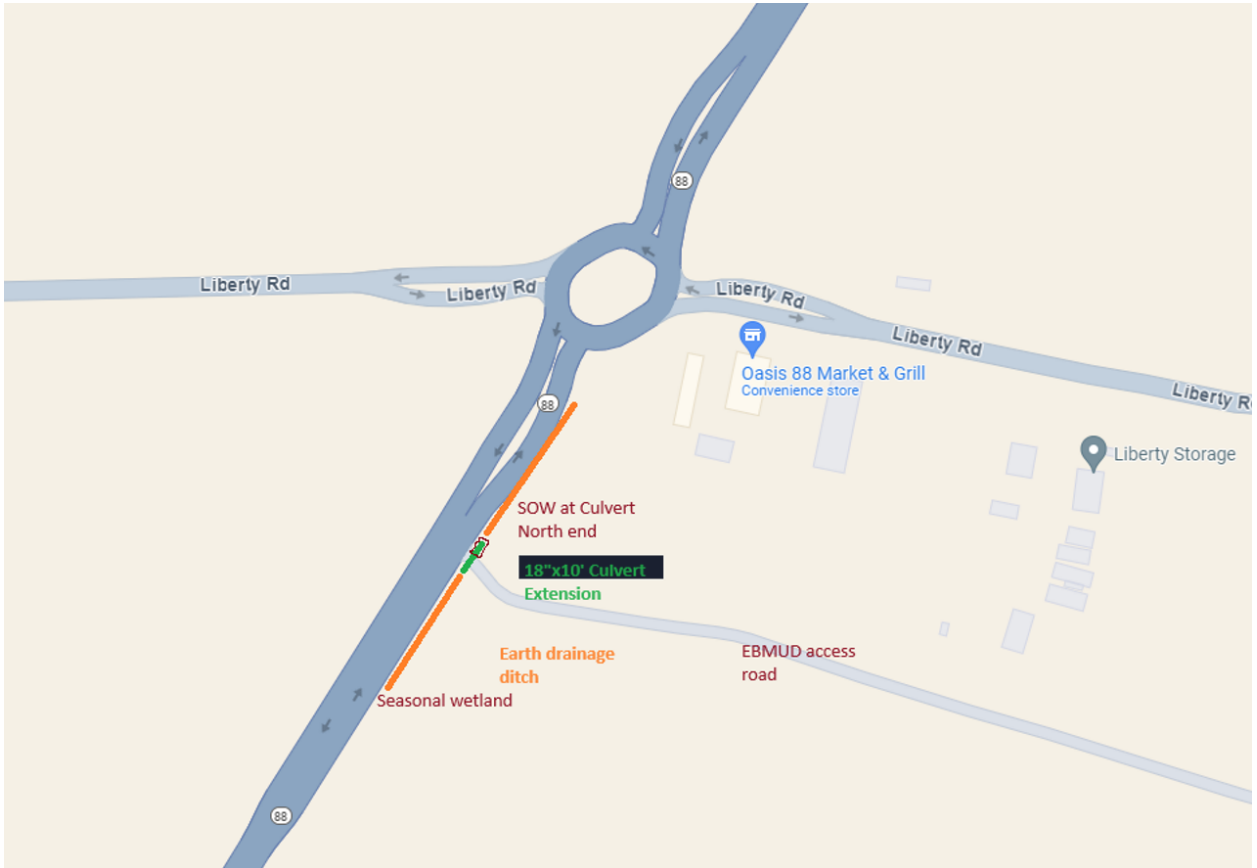 88
Liberty Rd
Liberty Rd
Liberty Rd
Liberty Rd
Liberty Rd
Oasis 88 Market & Grill
Convenience store
88
Liberty Storage
SOW at Culvert
North end
18"x10' Culvert
Extension
Earth drainage
ditch
EBMUD access
road
Seasonal wetland
88